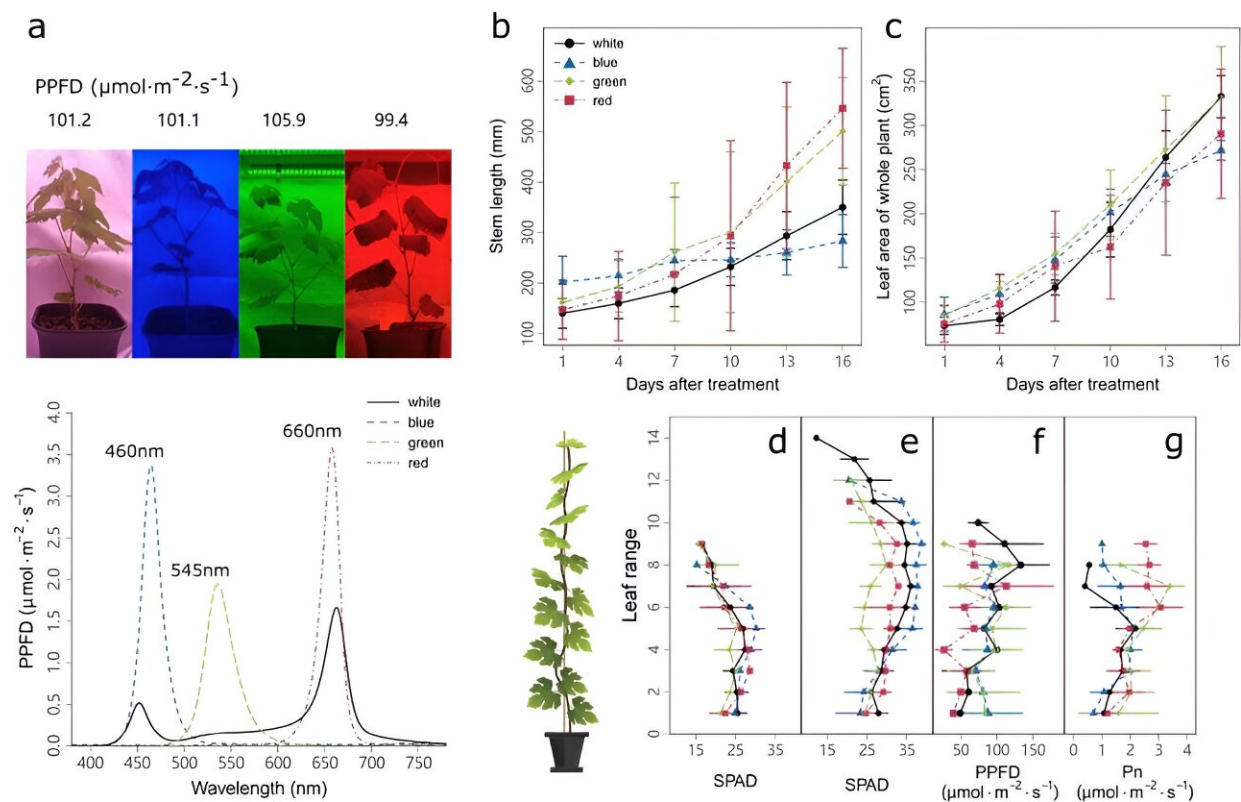 a
PPFD (μmol·m⁻²·s⁻¹)
101.2 101.1 105.9 99.4
b
white
blue
green
red
Stem length (mm)
600
500
400
300
200
100
1 4 7 10 13 16
Days after treatment
c
Leaf area of whole plant (cm²)
350
300
250
200
150
100
1 4 7 10 13 16
Days after treatment
PPFD (μmol·m⁻²·s⁻¹)
4.0
3.5
3.0
2.5
2.0
1.5
1.0
0.5
0.0
460nm
545nm
660nm
white
blue
green
red
400 450 500 550 600 650 700 750
Wavelength (nm)
Leaf range
14
12
10
8
6
4
2
0
d
15 25 35
SPAD
e
15 25 35
SPAD
f
50 100 150
PPFD
(μmol·m⁻²·s⁻¹)
g
0 1 2 3 4
Pn
(μmol·m⁻²·s⁻¹)